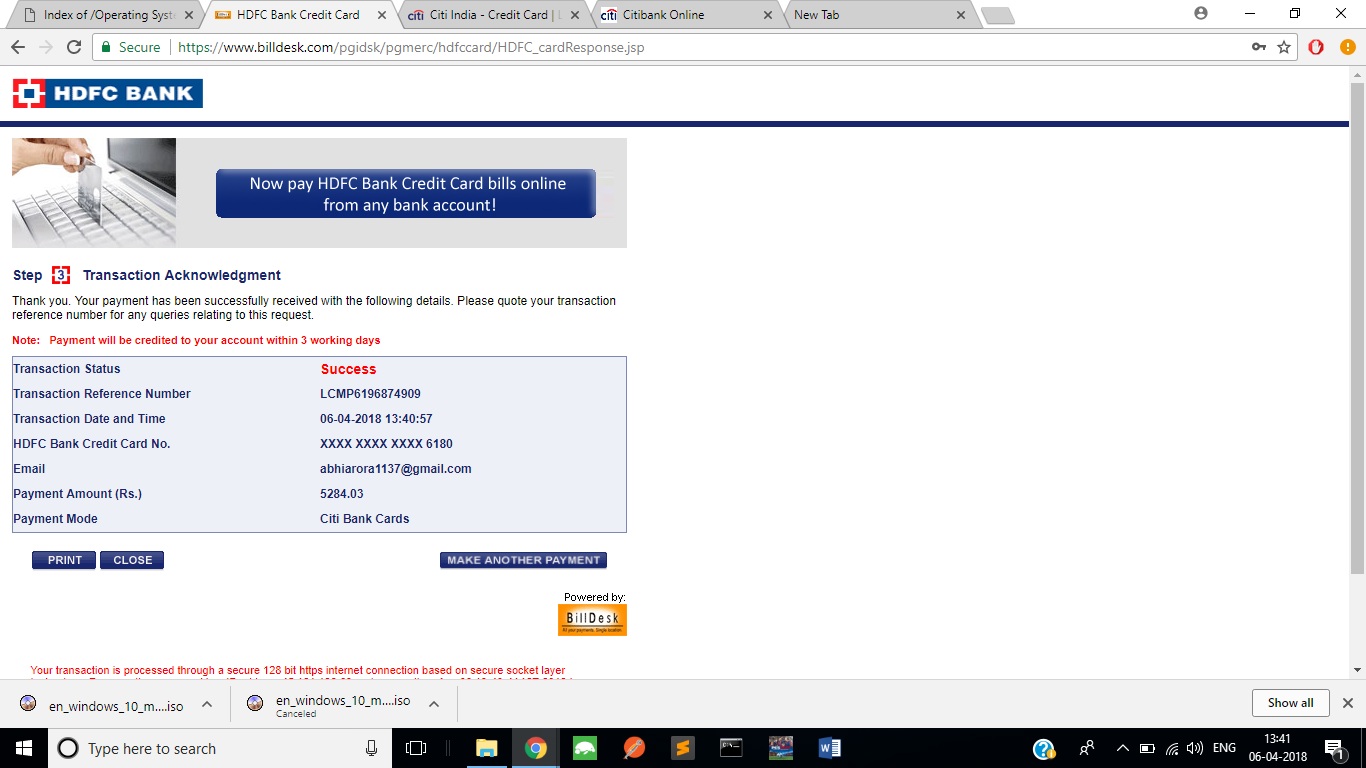 Index of /Operating Syst
HDFC Bank Credit Card
citi Citi India - Credit Card |
citi Citibank Online
New Tab
Secure https://www.billdesk.com/pgidsk/pgmerc/hdfccard/HDFC_cardResponse.jsp
HDFC BANK
Now pay HDFC Bank Credit Card bills online
from any bank account!
Step 3 Transaction Acknowledgment
Thank you. Your payment has been successfully received with the following details. Please quote your transaction
reference number for any queries relating to this request.
Note: Payment will be credited to your account within 3 working days
Transaction Status Success
Transaction Reference Number LCMP6196874909
Transaction Date and Time 06-04-2018 13:40:57
HDFC Bank Credit Card No. XXXX XXXX XXXX 6180
Email abhiarora1137@gmail.com
Payment Amount (Rs.) 5284.03
Payment Mode Citi Bank Cards
PRINT CLOSE MAKE ANOTHER PAYMENT
Powered by:
BillDesk
All your payments. Single location
Your transaction is processed through a secure 128 bit https internet connection based on secure socket layer
en_windows_10_m....iso
en_windows_10_m....iso
Canceled
Show all
Type here to search
ENG
13:41
06-04-2018
1